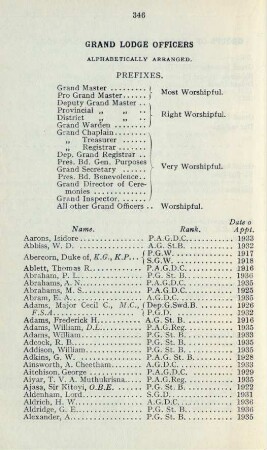 346
GRAND LODGE OFFICERS
ALPHABETICALLY ARRANGED.
PREFIXES.
Grand Master
Pro Grand Master
Most Worshipful.
Deputy Grand Master ..
Provincial „ „ ..
District „ „ ..
Grand Warden
Right Worshipful.
Grand Chaplain
„ Treasurer
„ Registrar
Dep. Grand Registrar ..
Pres. Bd. Gen. Purposes
Grand Secretary
Pres. Bd. Benevolence..
Grand Director of Cere-
monies
Grand Inspector
Very Worshipful.
All other Grand Officers .. Worshipful.
Name. Rank. Date o Appt.
Aarons, Isidore .. P.A.G.D.C. .. 1933
Abbiss, W. D. .. A.G. St.B. .. 1932
Abercorn, Duke of, K.G., K.P... P.G.W. .. 1917
S.G.W. .. 1918
Ablett, Thomas R. .. P.A.G.D.C. .. 1916
Abraham, P. L. .. P.G. St. B. .. 1936
Abrahams, A. N. .. P.A.G.D.C. .. 1935
Abrahams, M. S. .. P.A.G.D.C. .. 1925
Abram, E. A. .. A.G.D.C. .. 1935
Adams, Major Cecil C., M.C., F.S.A. .. Dep.G.Swd.B. .. 1926
P.G.D. .. 1932
Adams, Frederick H. .. A.G. St. B. .. 1916
Adams, William, D.L. .. P.A.G.Reg. .. 1935
Adams, William .. P.A.G.D.C. .. 1933
Adcock, R. B. .. P.G. St. B. .. 1935
Addison, William .. P.A.G.D.C. .. 1935
Adkins, G. W. .. P.A.G. St. B. .. 1928
Ainsworth, A. Cheetham. .. P.A.G.D.C. .. 1933
Aitchison, George .. P.A.G.D.C. .. 1929
Aiyar, T. V. A. Muthukrisna.. P.A.G.Reg. .. 1935
Ajasa, Sir Kitoyi, O.B.E. .. P.G. St. B. .. 1922
Aldenham, Lord .. S.G.D. .. 1931
Aldrich, H. W. .. A.G.D.C. .. 1936
Aldridge, G. E. .. P.G. St. B. .. 1936
Alexander, A. .. P.G. St. B. .. 1935